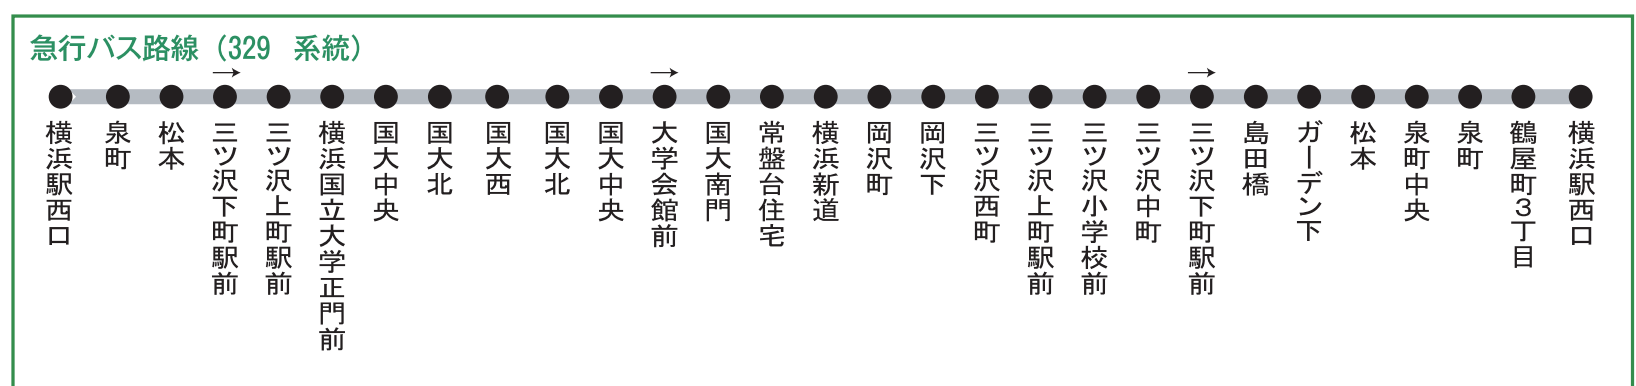 急行バス路線（329　系統）
→
→
→
横浜駅西口
泉町
松本
三ツ沢下町駅前
三ツ沢上町駅前
横浜国立大学正門前
国大中央
国大北
国大西
国大北
国大中央
大学会館前
国大南門
常盤台住宅
横浜新道
岡沢町
岡沢下
三ツ沢西町
三ツ沢上町駅前
三ツ沢小学校前
三ツ沢中町
三ツ沢下町駅前
島田橋
ガーデン下
松本
泉町中央
泉町
鶴屋町３丁目
横浜駅西口